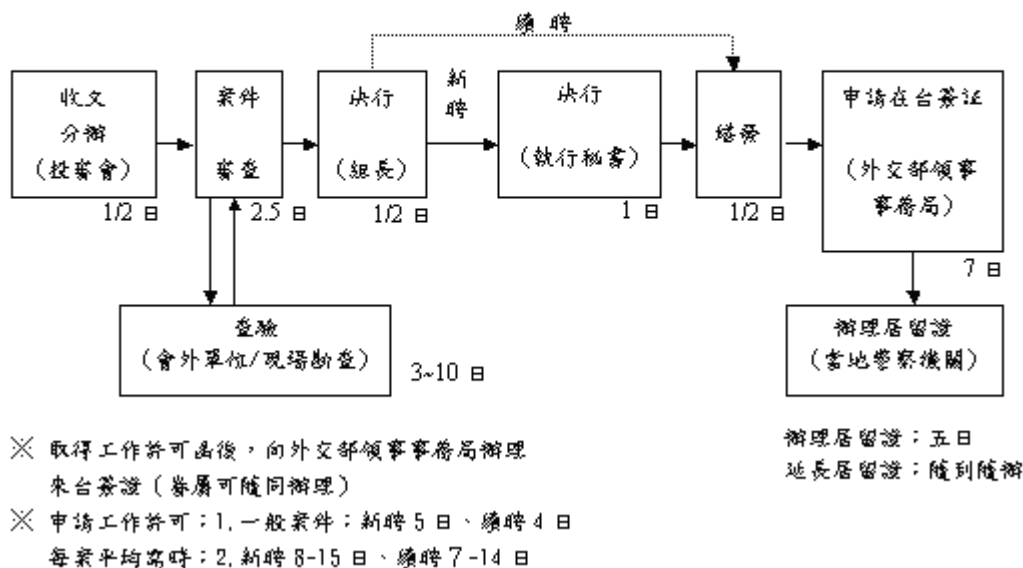 續 聘
收文
分辦
(投審會)
1/2 日
案件
審查
2.5 日
決行
(組長)
1/2 日
新
聘
決行
(執行秘書)
1 日
繕發
1/2 日
申請在台簽証
(外交部領事
事務局)
7 日
查驗
(會外單位/現場勘查)
3~10 日
辦理居留證
(當地警察機關)
※ 取得工作許可函後，向外交部領事事務局辦理
來台簽證（眷屬可隨同辦理）
※ 申請工作許可：1.一般案件：新聘 5 日、續聘 4 日
每案平均需時：2.新聘 8-15 日、續聘 7-14 日
辦理居留證：五日
延長居留證：隨到隨辦